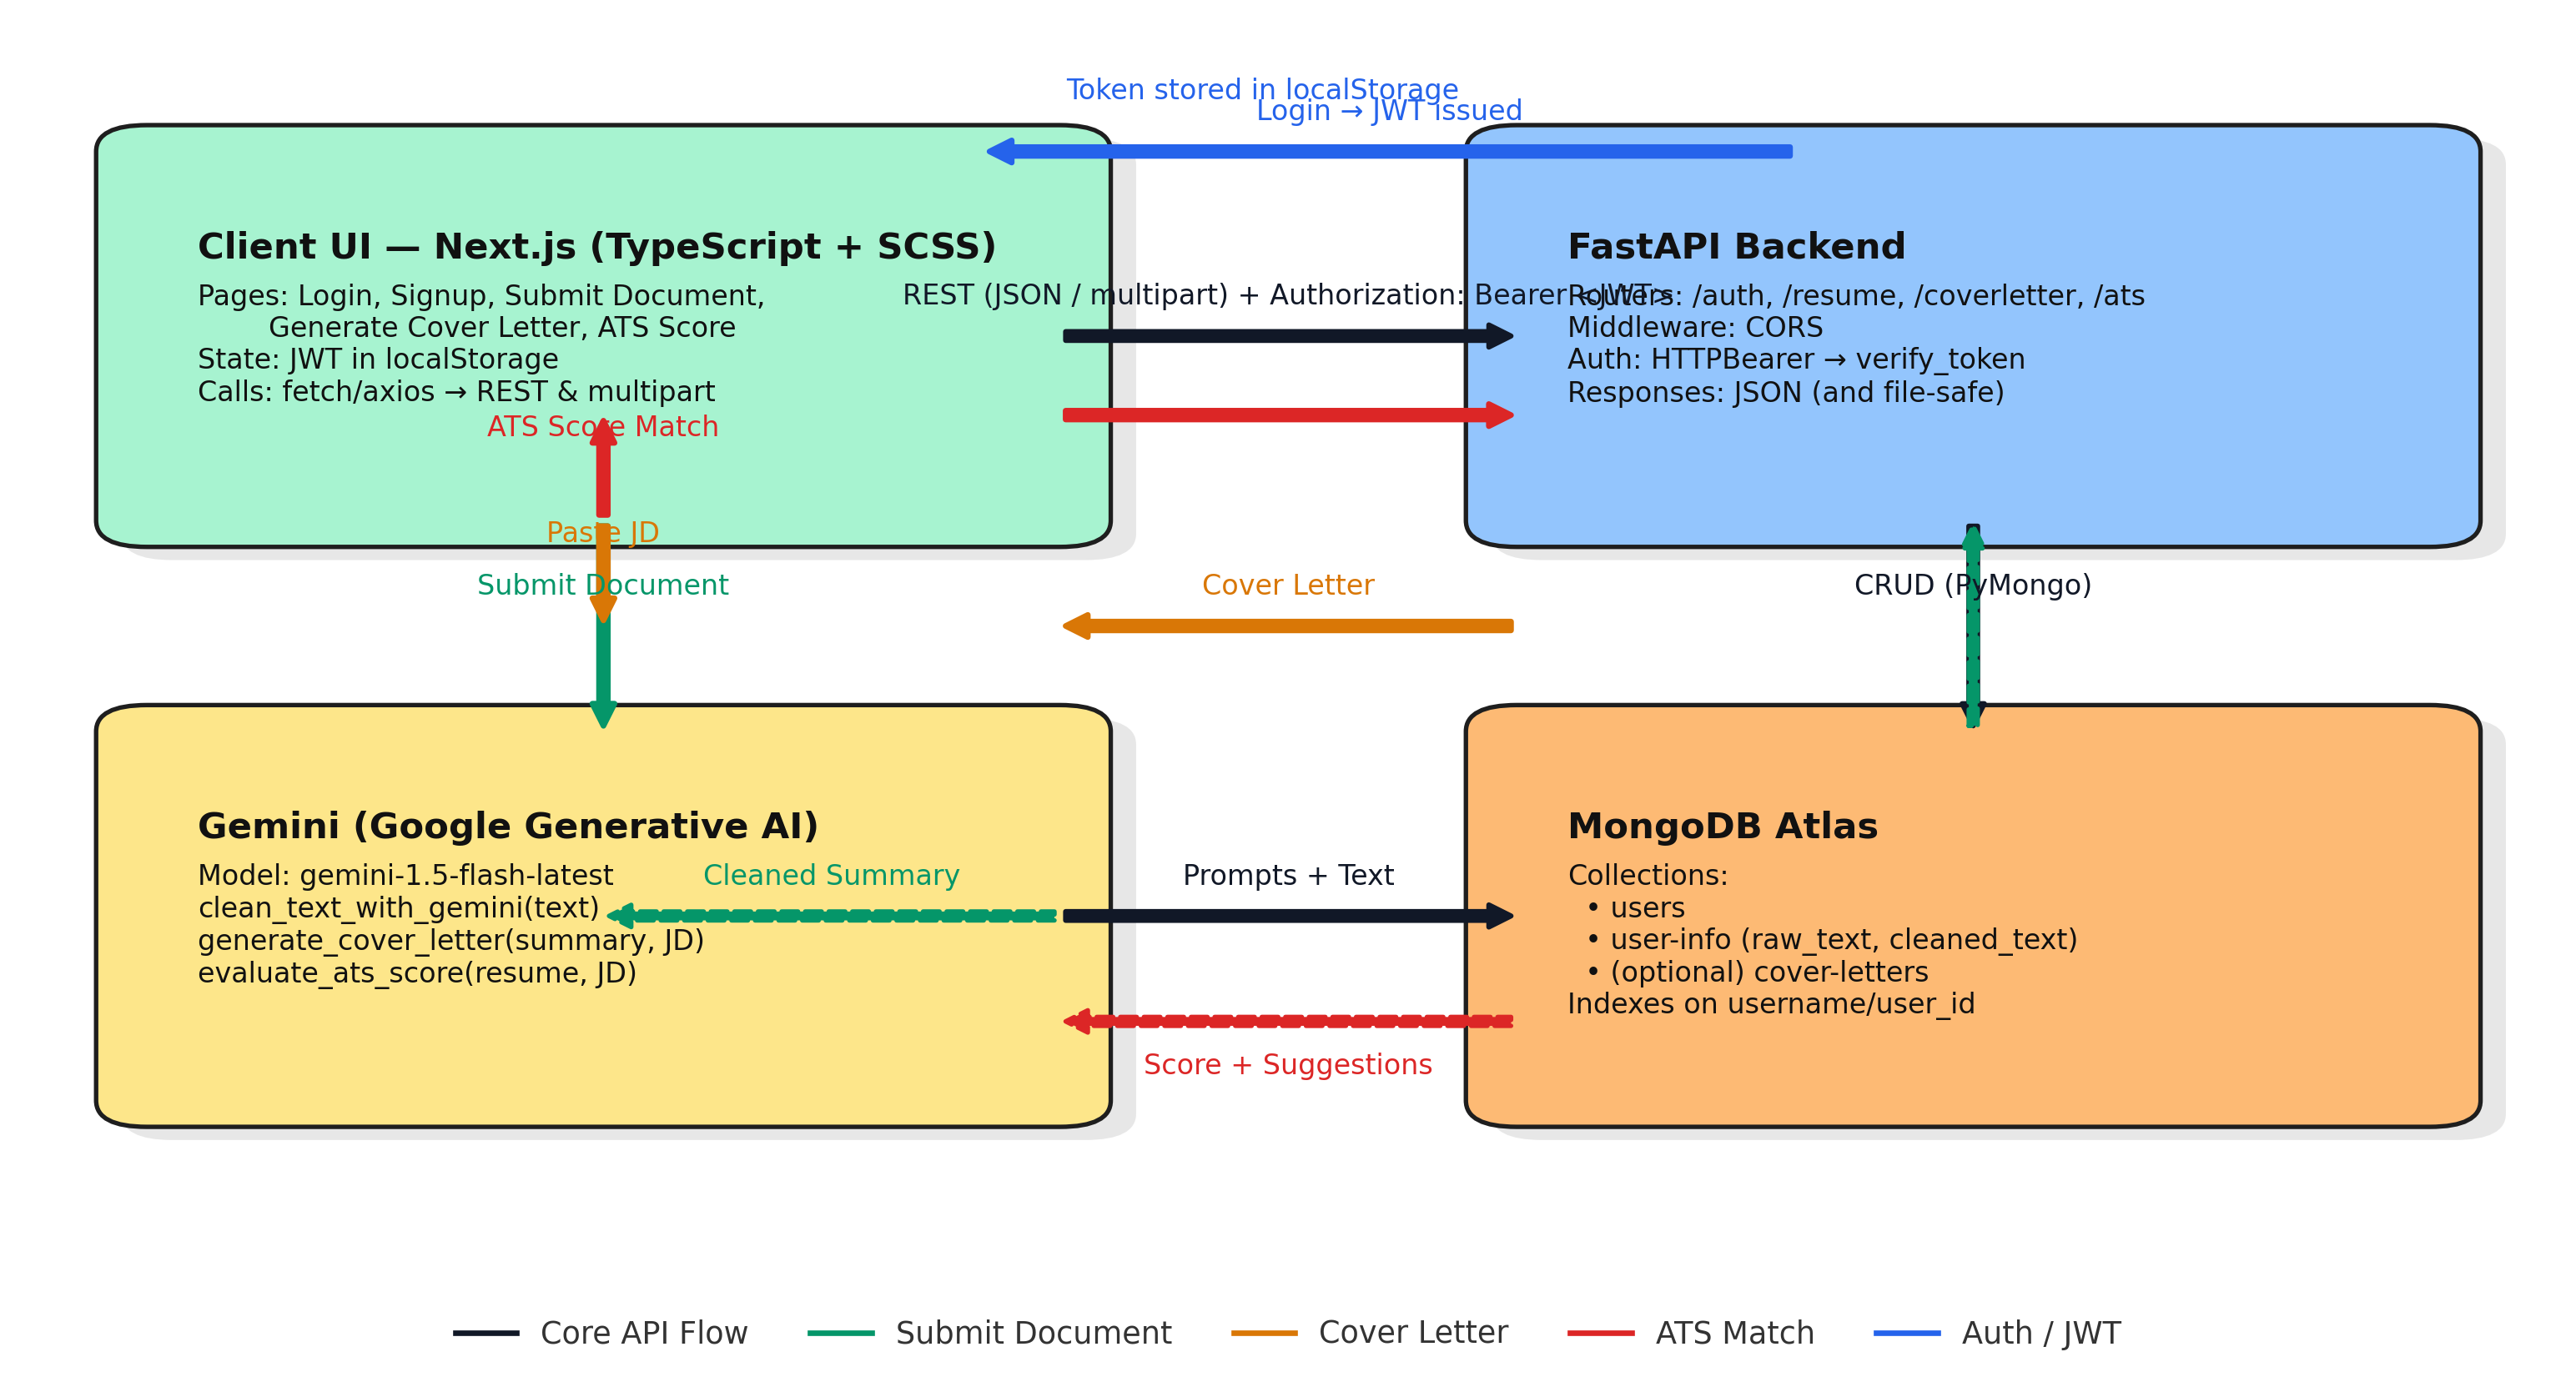 Token stored in localStorage
Login → JWT issued
Client UI — Next.js (TypeScript + SCSS)
Pages: Login, Signup, Submit Document,
Generate Cover Letter, ATS Score
State: JWT in localStorage
Calls: fetch/axios → REST & multipart
ATS Score Match
Paste JD
Submit Document
REST (JSON / multipart) + Authorization: Bearer <JWT>
FastAPI Backend
Routers: /auth, /resume, /coverletter, /ats
Middleware: CORS
Auth: HTTPBearer → verify_token
Responses: JSON (and file-safe)
Cover Letter
CRUD (PyMongo)
Gemini (Google Generative AI)
Model: gemini-1.5-flash-latest
clean_text_with_gemini(text)
generate_cover_letter(summary, JD)
evaluate_ats_score(resume, JD)
Cleaned Summary
Prompts + Text
Score + Suggestions
MongoDB Atlas
Collections:
• users
• user-info (raw_text, cleaned_text)
• (optional) cover-letters
Indexes on username/user_id
Core API Flow
Submit Document
Cover Letter
ATS Match
Auth / JWT